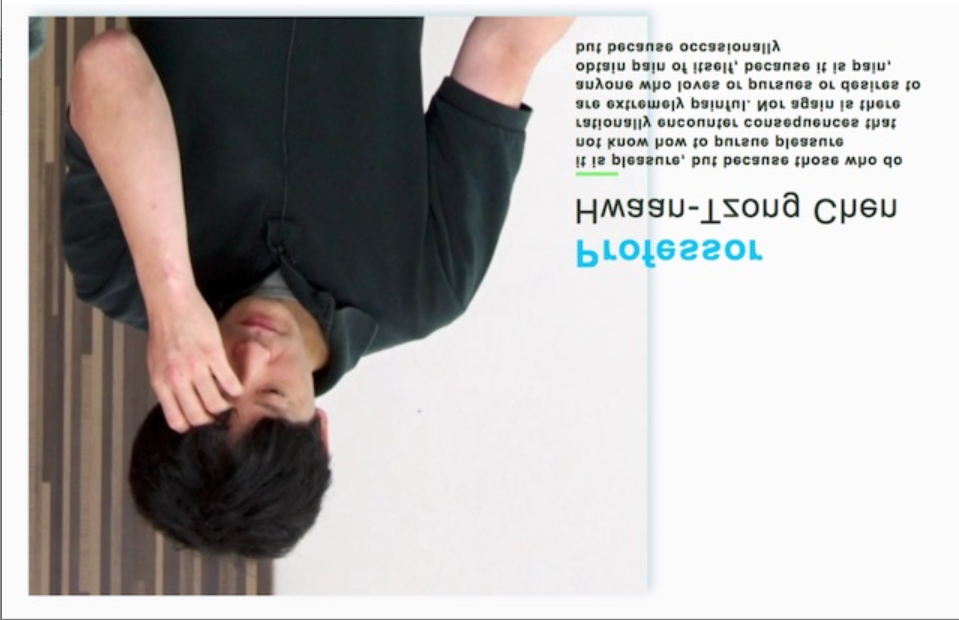 Professor
Hwaan-Tzong Chen
it is pleasure, but because those who do
not know how to pursue pleasure
rationally encounter consequences that
are extremely painful. Nor again is there
anyone who loves or pursues or desires to
obtain pain of itself, because it is pain,
but because occasionally